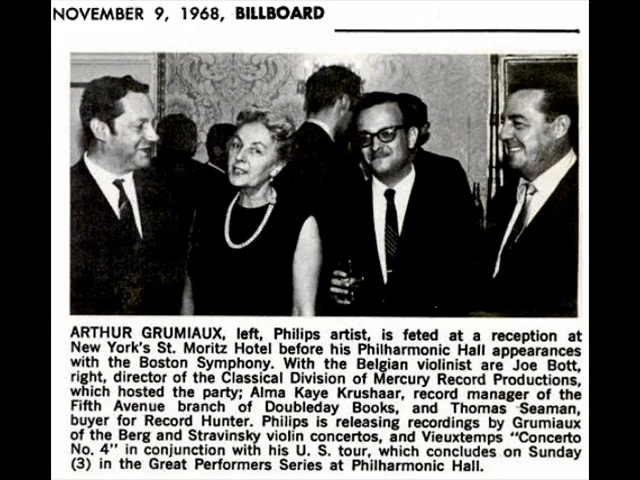 NOVEMBER 9, 1968, BILLBOARD
ARTHUR GRUMIAUX, left, Philips artist, is feted at a reception at
New York's St. Moritz Hotel before his Philharmonic Hall appearances
with the Boston Symphony. With the Belgian violinist are Joe Bott,
right, director of the Classical Division of Mercury Record Productions,
which hosted the party; Alma Kaye Krushaar, record manager of the
Fifth Avenue branch of Doubleday Books, and Thomas Seaman,
buyer for Record Hunter. Philips is releasing recordings by Grumiaux
of the Berg and Stravinsky violin concertos, and Vieuxtemps "Concerto
No. 4" in conjunction with his U. S. tour, which concludes on Sunday
(3) in the Great Performers Series at Philharmonic Hall.